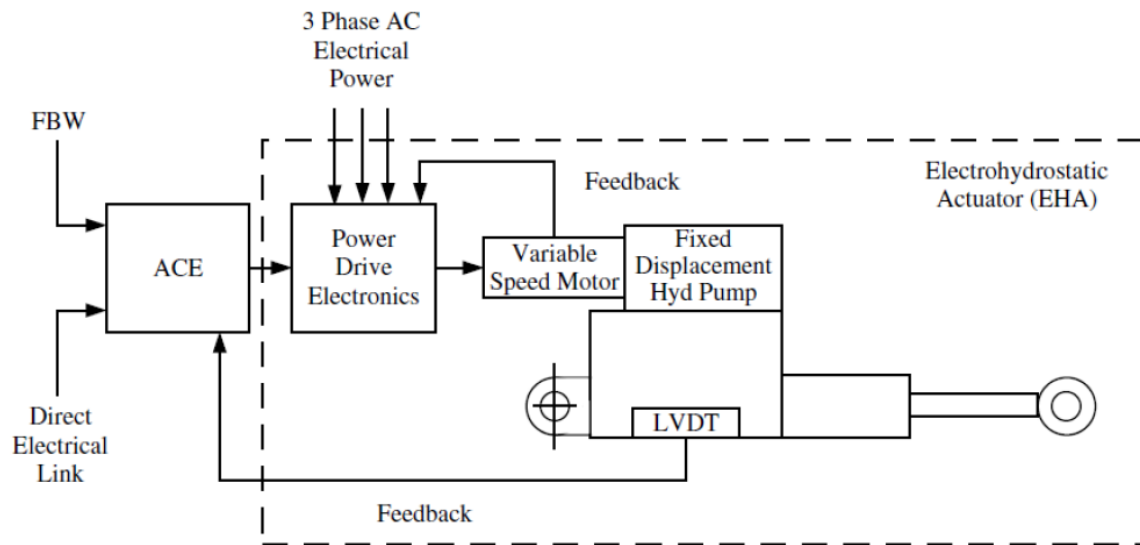 3 Phase AC
Electrical
Power
FBW
Feedback
Electrohydrostatic
Actuator (EHA)
ACE
Power
Drive
Electronics
Variable
Speed Motor
Fixed
Displacement
Hyd Pump
LVDT
Direct
Electrical
Link
Feedback